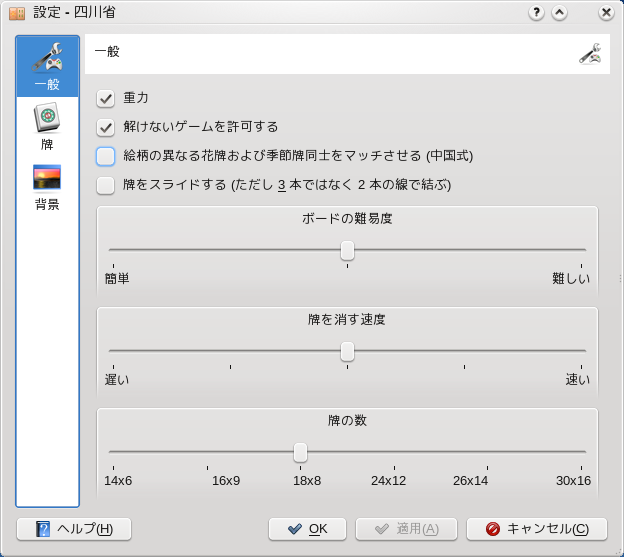 設定 - 四川省
一般
牌
背景
一般
重力
解けないゲームを許可する
絵柄の異なる花牌および季節牌同士をマッチさせる (中国式)
牌をスライドする (ただし 3 本ではなく 2 本の線で結ぶ)
ボードの難易度
簡単 難しい
牌を消す速度
遅い 速い
牌の数
14x6 16x9 18x8 24x12 26x14 30x16
ヘルプ(H) OK 適用(A) キャンセル(C)